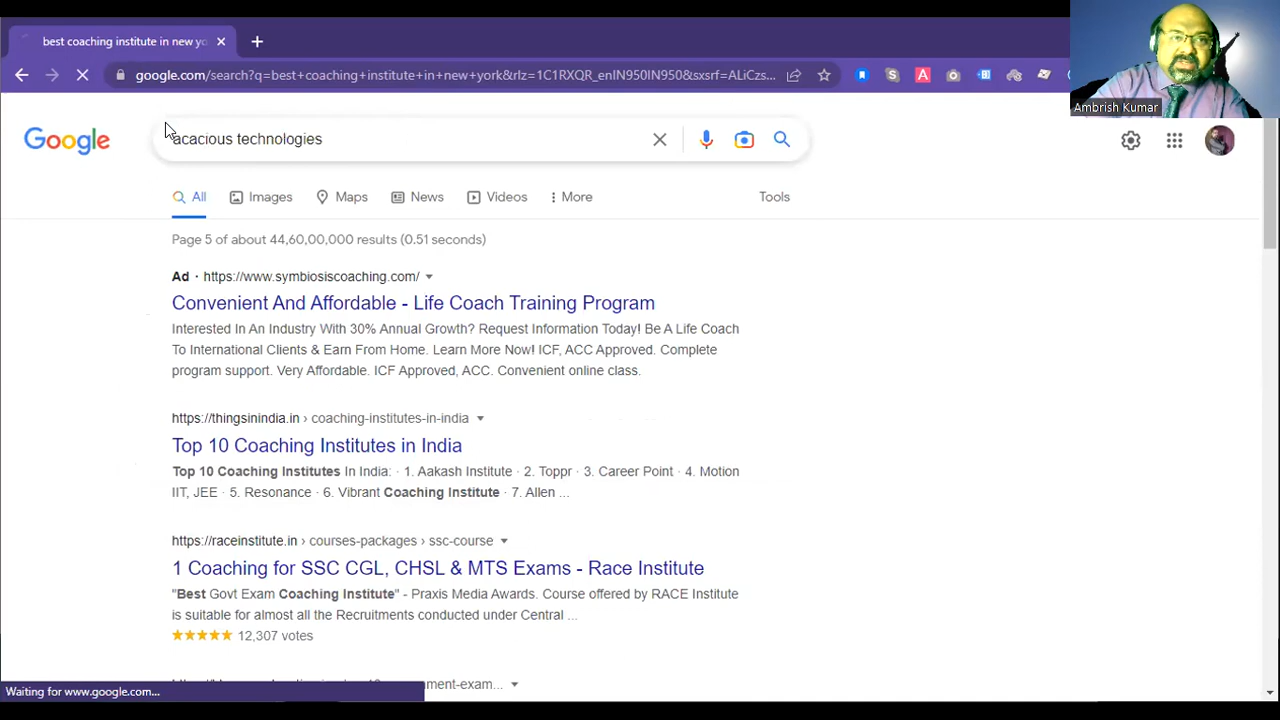 best coaching institute in new yo
google.com/search?q=best+coaching+institute+in+new+york&rlz=1C1RXQR_enIN950IN950&sxsrf=ALiCzs...
Ambrish Kumar
Google
acacious technologies
All
Images
Maps
News
Videos
More
Tools
Page 5 of about 44,60,00,000 results (0.51 seconds)
Ad · https://www.symbiosiscoaching.com/
Convenient And Affordable - Life Coach Training Program
Interested In An Industry With 30% Annual Growth? Request Information Today! Be A Life Coach
To International Clients & Earn From Home. Learn More Now! ICF, ACC Approved. Complete
program support. Very Affordable. ICF Approved, ACC. Convenient online class.
https://thingsinindia.in › coaching-institutes-in-india
Top 10 Coaching Institutes in India
Top 10 Coaching Institutes In India: · 1. Aakash Institute · 2. Toppr · 3. Career Point · 4. Motion
IIT, JEE · 5. Resonance · 6. Vibrant Coaching Institute · 7. Allen ...
https://raceinstitute.in › courses-packages › ssc-course
1 Coaching for SSC CGL, CHSL & MTS Exams - Race Institute
"Best Govt Exam Coaching Institute" - Praxis Media Awards. Course offered by RACE Institute
is suitable for almost all the Recruitments conducted under Central ...
12,307 votes
Waiting for www.google.com...